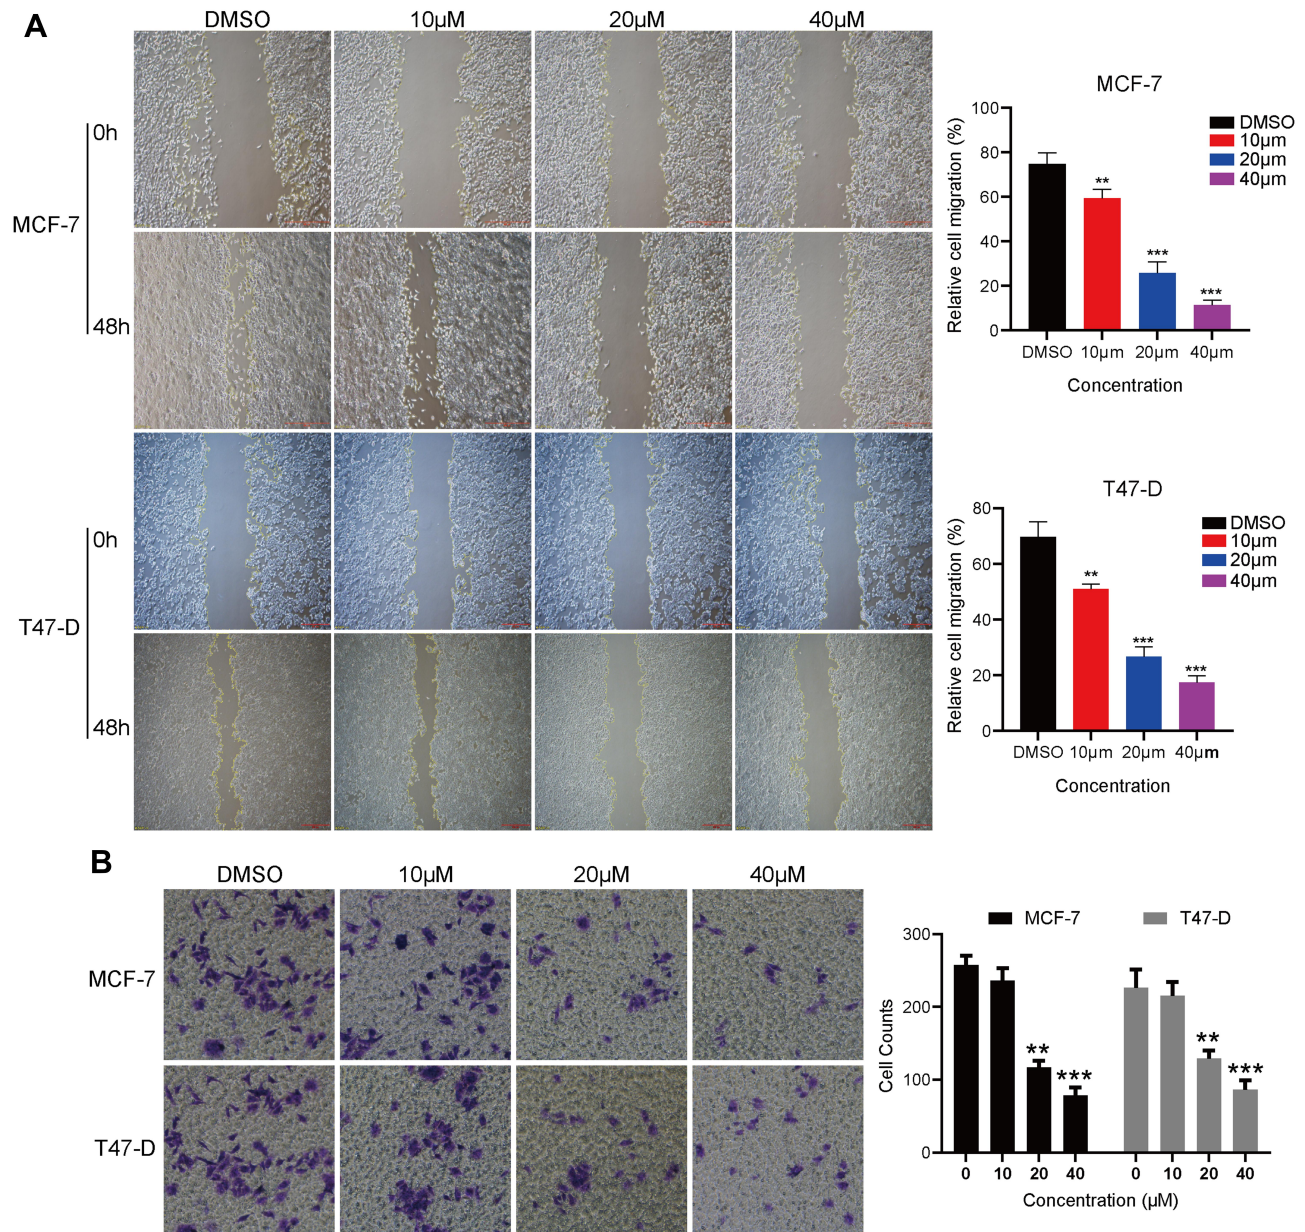 A
DMSO 10µM 20µM 40µM
MCF-7
0h
48h
T47-D
0h
48h
MCF-7
Relative cell migration (%)
100
80
60
40
20
0
**
***
***
DMSO
10µm
20µm
40µm
DMSO 10µm 20µm 40µm
Concentration
T47-D
Relative cell migration (%)
80
60
40
20
0
**
***
***
DMSO
10µm
20µm
40µm
DMSO 10µm 20µm 40µm
Concentration
B
DMSO 10µM 20µM 40µM
MCF-7
T47-D
MCF-7 T47-D
Cell Counts
300
200
100
0
**
***
**
***
0 10 20 40 0 10 20 40
Concentration (µM)